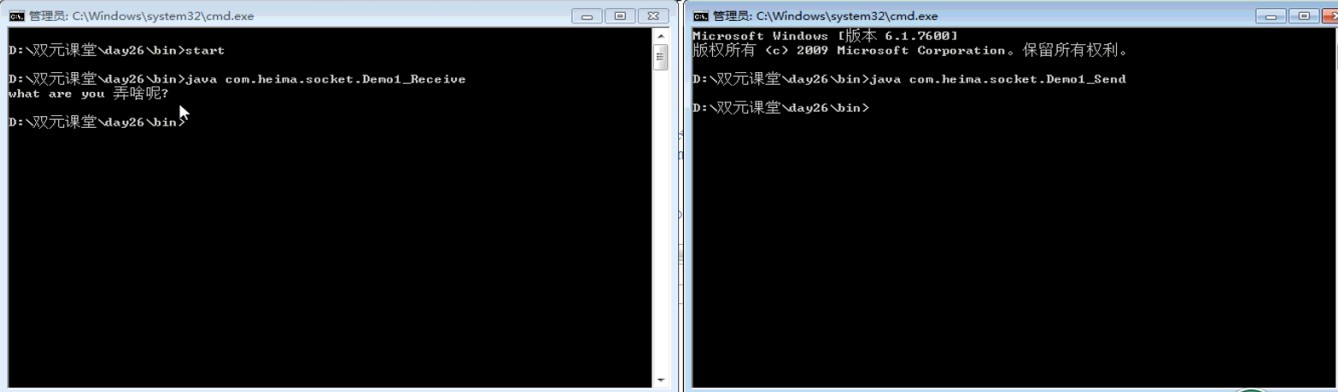 管理员: C:\Windows\system32\cmd.exe
D:\双元课堂\day26\bin>start
D:\双元课堂\day26\bin>java com.heima.socket.Demo1_Receive
what are you 弄啥呢?
D:\双元课堂\day26\bin>
管理员: C:\Windows\system32\cmd.exe
Microsoft Windows [版本 6.1.7600]
版权所有 (c) 2009 Microsoft Corporation。保留所有权利。
D:\双元课堂\day26\bin>java com.heima.socket.Demo1_Send
D:\双元课堂\day26\bin>